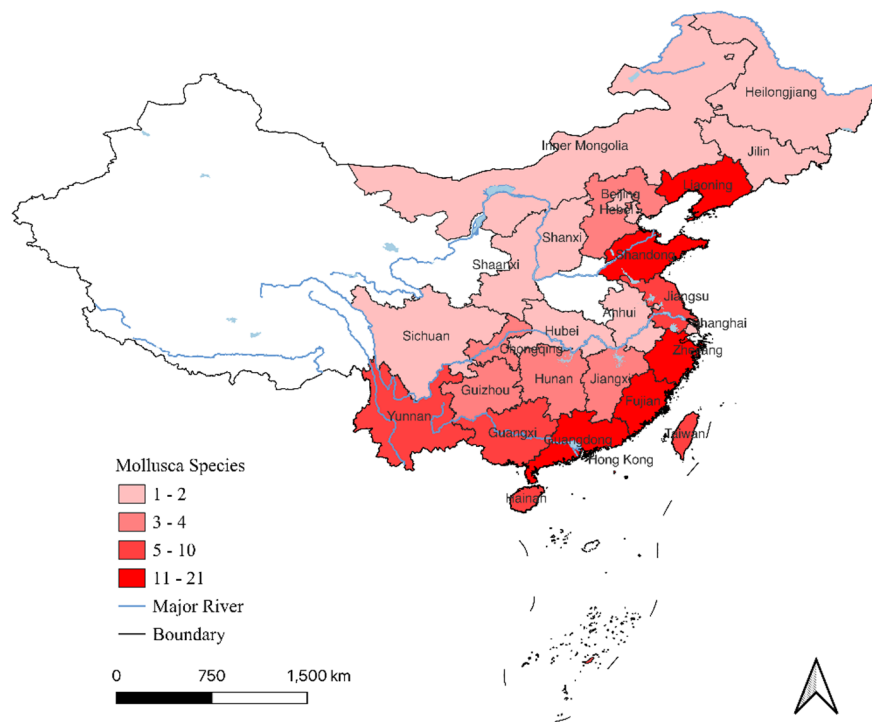 Heilongjiang
Jilin
Inner Mongolia
Liaoning
Beijing
Hebei
Shanxi
Shandong
Shaanxi
Jiangsu
Anhui
Shanghai
Hubei
Sichuan
Chongqing
Zhejiang
Hunan
Jiangxi
Guizhou
Fujian
Yunnan
Guangxi
Guangdong
Taiwan
Hong Kong
Hainan
Mollusca Species
1 - 2
3 - 4
5 - 10
11 - 21
Major River
Boundary
0 750 1,500 km